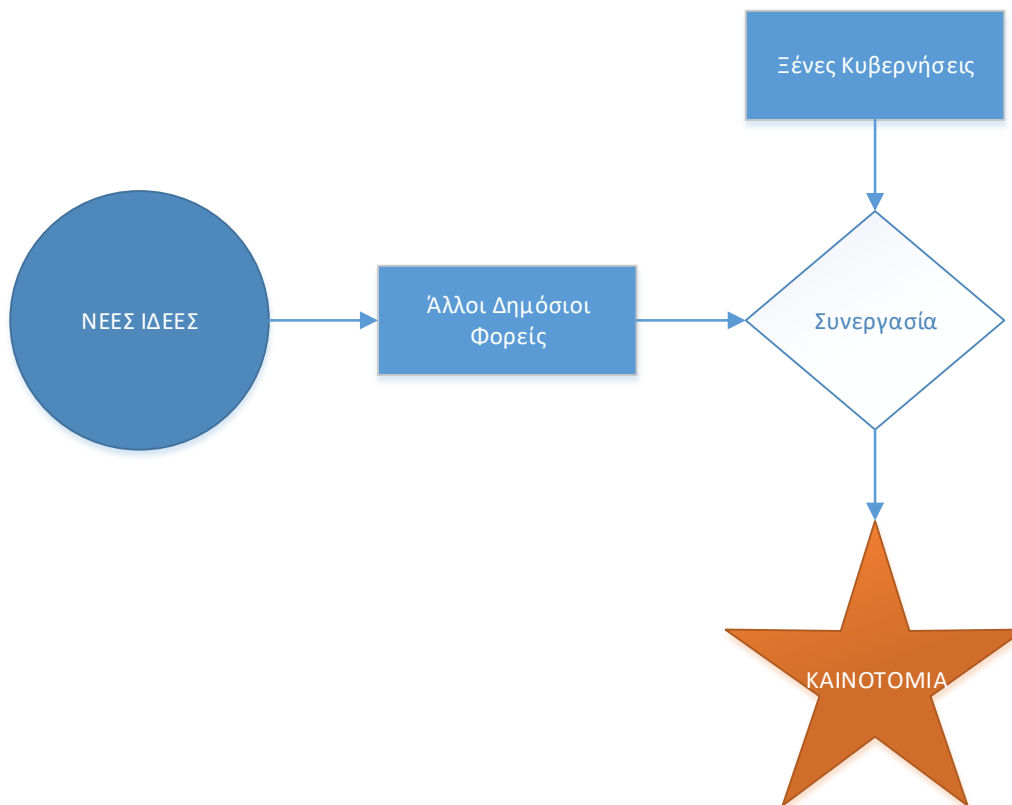 Ξένες Κυβερνήσεις
ΝΕΕΣ ΙΔΕΕΣ
Άλλοι Δημόσιοι
Φορείς
Συνεργασία
ΚΑΙΝΟΤΟΜΙΑ